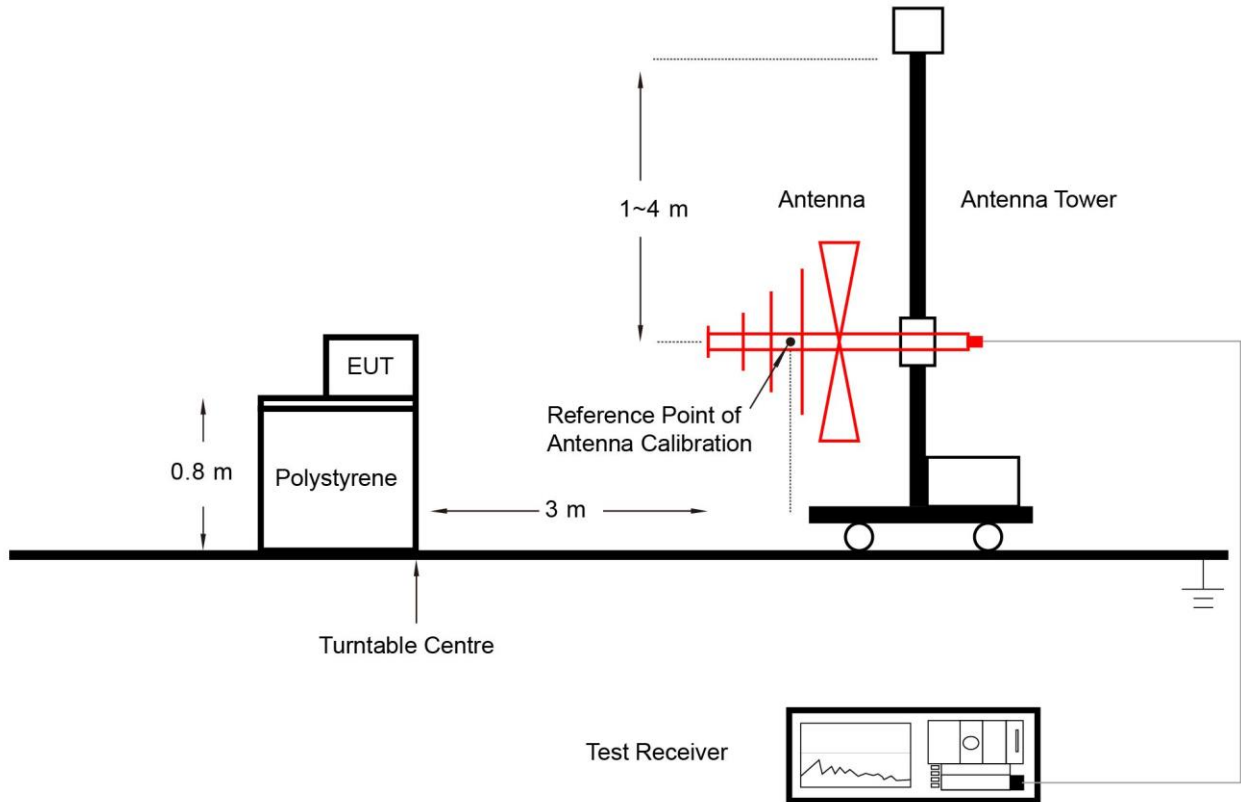 1~4 m
Antenna
Antenna Tower
EUT
Reference Point of
Antenna Calibration
0.8 m
Polystyrene
3 m
Turntable Centre
Test Receiver